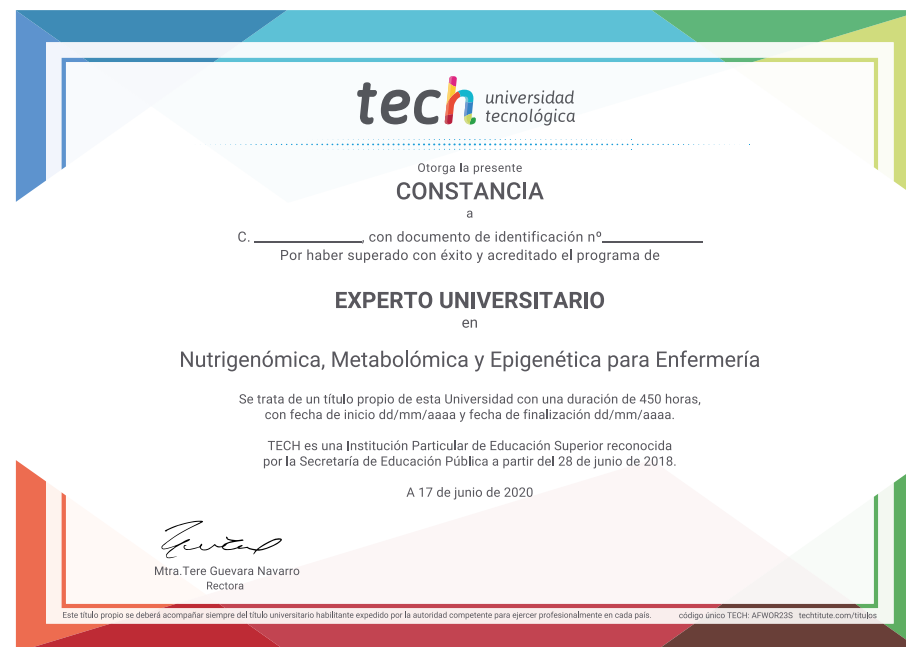 tech universidad
tecnológica
Otorga la presente
CONSTANCIA
a
C. ____________, con documento de identificación nº____________
Por haber superado con éxito y acreditado el programa de
EXPERTO UNIVERSITARIO
en
Nutrigenómica, Metabolómica y Epigenética para Enfermería
Se trata de un título propio de esta Universidad con una duración de 450 horas,
con fecha de inicio dd/mm/aaaa y fecha de finalización dd/mm/aaaa.
TECH es una Institución Particular de Educación Superior reconocida
por la Secretaría de Educación Pública a partir del 28 de junio de 2018.
A 17 de junio de 2020
Mtra.Tere Guevara Navarro
Rectora
Este título propio se deberá acompañar siempre del título universitario habilitante expedido por la autoridad competente para ejercer profesionalmente en cada país. código único TECH: AFWOR23S techtitute.com/titulos